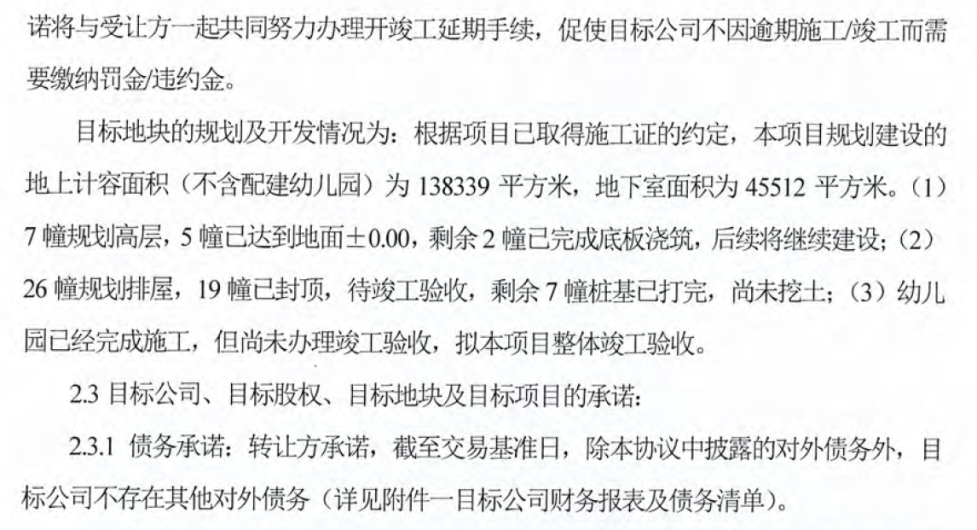 诺将与受让方一起共同努力办理开竣工延期手续，促使目标公司不因逾期施工/竣工而需
要缴纳罚金/违约金。
目标地块的规划及开发情况为：根据项目已取得施工证的约定，本项目规划建设的
地上计容面积（不含配建幼儿园）为 138339 平方米，地下室面积为 45512 平方米。（1）
7 幢规划高层，5 幢已达到地面±0.00，剩余 2 幢已完成底板浇筑，后续将继续建设；（2）
26 幢规划排屋，19 幢已封顶，待竣工验收，剩余 7 幢桩基已打完，尚未挖土；（3）幼儿
园已经完成施工，但尚未办理竣工验收，拟本项目整体竣工验收。
2.3 目标公司、目标股权、目标地块及目标项目的承诺：
2.3.1 债务承诺：转让方承诺，截至交易基准日，除本协议中披露的对外债务外，目
标公司不存在其他对外债务（详见附件一目标公司财务报表及债务清单）。